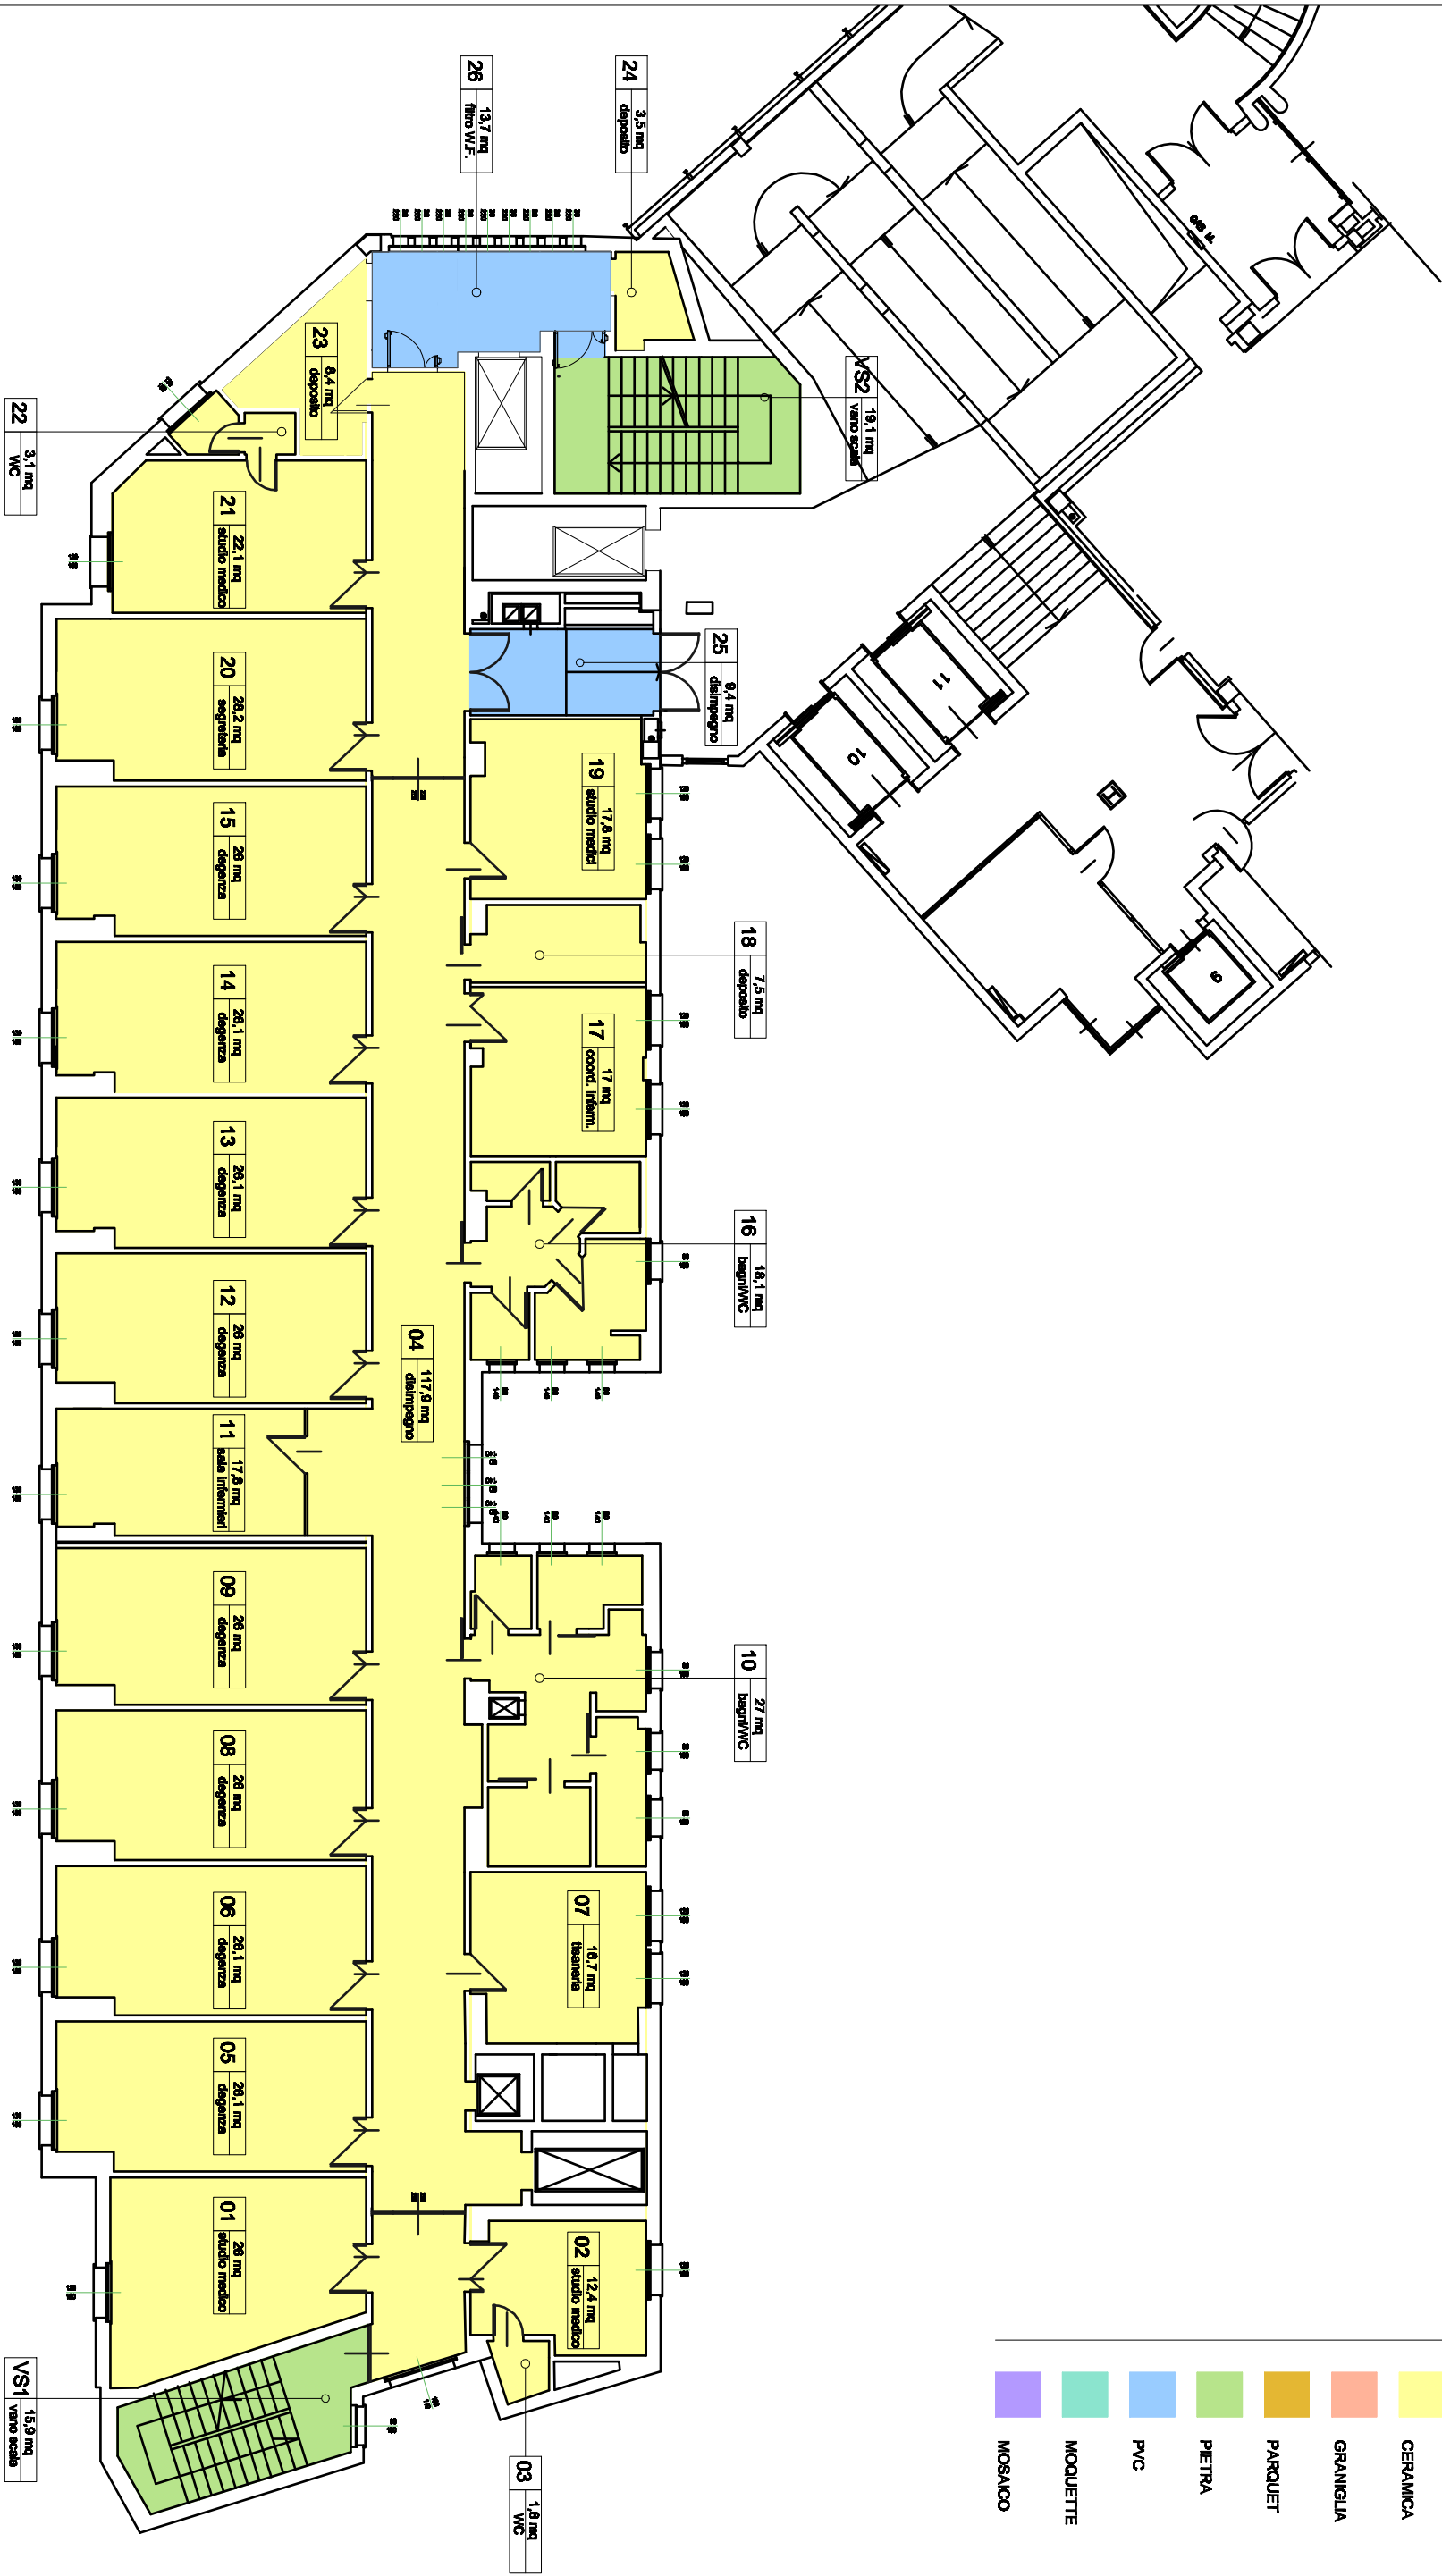 24
3,5 mq
deposito
26
13,7 mq
filtro W.F.
GAS M.
VS2
19,1 mq
vano scale
23
8,4 mq
deposito
22
3,1 mq
WC
21
22,1 mq
studio medico
25
9,4 mq
disimpegno
11
10
9
20
28,2 mq
segreteria
19
17,8 mq
studio medici
15
26 mq
degenza
18
7,5 mq
deposito
14
26,1 mq
degenza
17
17 mq
coord. inferm.
13
26,1 mq
degenza
16
18,1 mq
bagni/WC
12
26 mq
degenza
04
117,9 mq
disimpegno
11
17,8 mq
sala infermieri
09
26 mq
degenza
10
27 mq
bagni/WC
08
26 mq
degenza
07
18,7 mq
tisaneria
06
26,1 mq
degenza
05
26,1 mq
degenza
01
26 mq
studio medico
02
12,4 mq
studio medico
VS1
15,9 mq
vano scale
03
1,8 mq
WC
CERAMICA
GRANIGLIA
PARQUET
PIETRA
PVC
MOQUETTE
MOSAICO